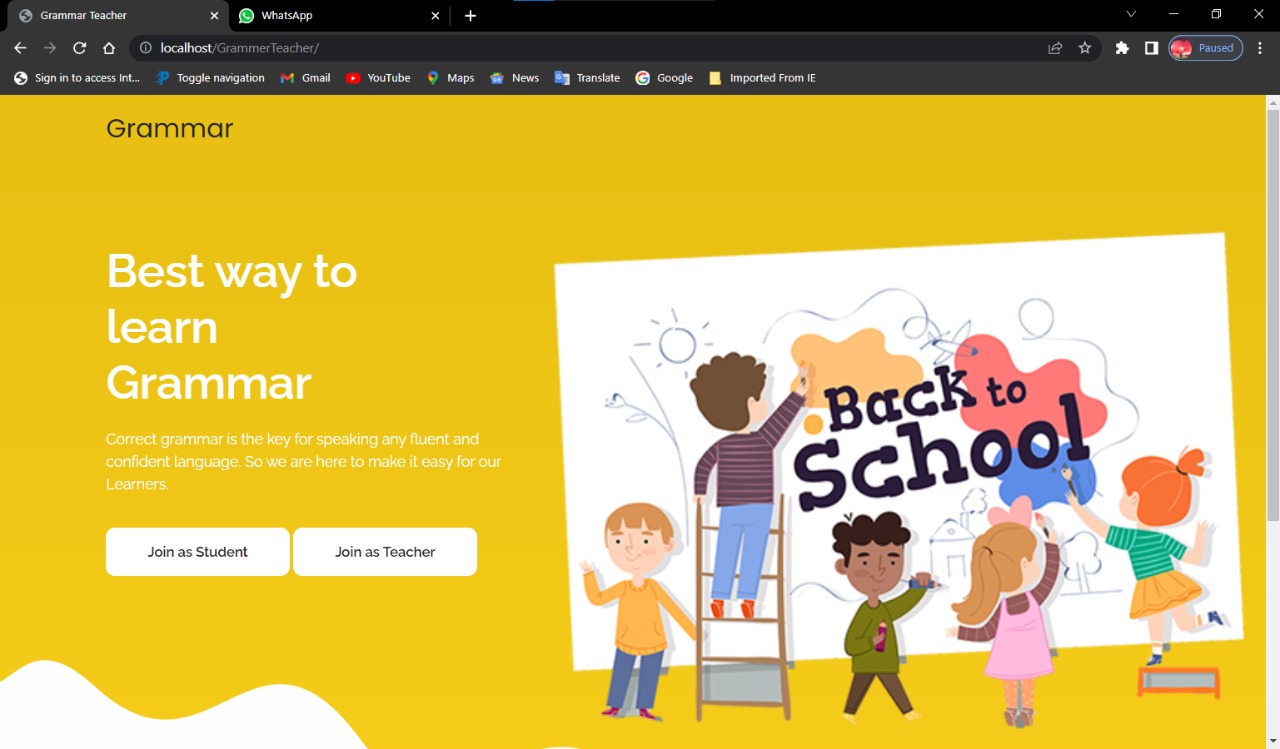 Grammar Teacher
WhatsApp
localhost/GrammerTeacher/
Paused
Sign in to access Int...
Toggle navigation
Gmail
YouTube
Maps
News
Translate
Google
Imported From IE
Grammar
Best way to
learn
Grammar
Correct grammar is the key for speaking any fluent and
confident language. So we are here to make it easy for our
Learners.
Join as Student
Join as Teacher
Back to
School